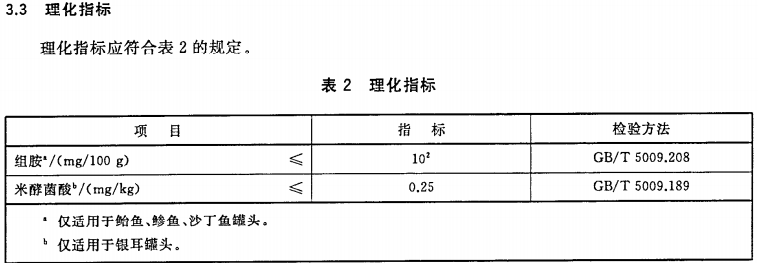 3.3 理化指标
理化指标应符合表 2 的规定。
表 2 理化指标
项 目 指 标 检验方法
组胺ᵃ/(mg/100 g) ≤ 10² GB/T 5009.208
米酵菌酸ᵇ/(mg/kg) ≤ 0.25 GB/T 5009.189
ᵃ 仅适用于鲐鱼、鲹鱼、沙丁鱼罐头。
ᵇ 仅适用于银耳罐头。